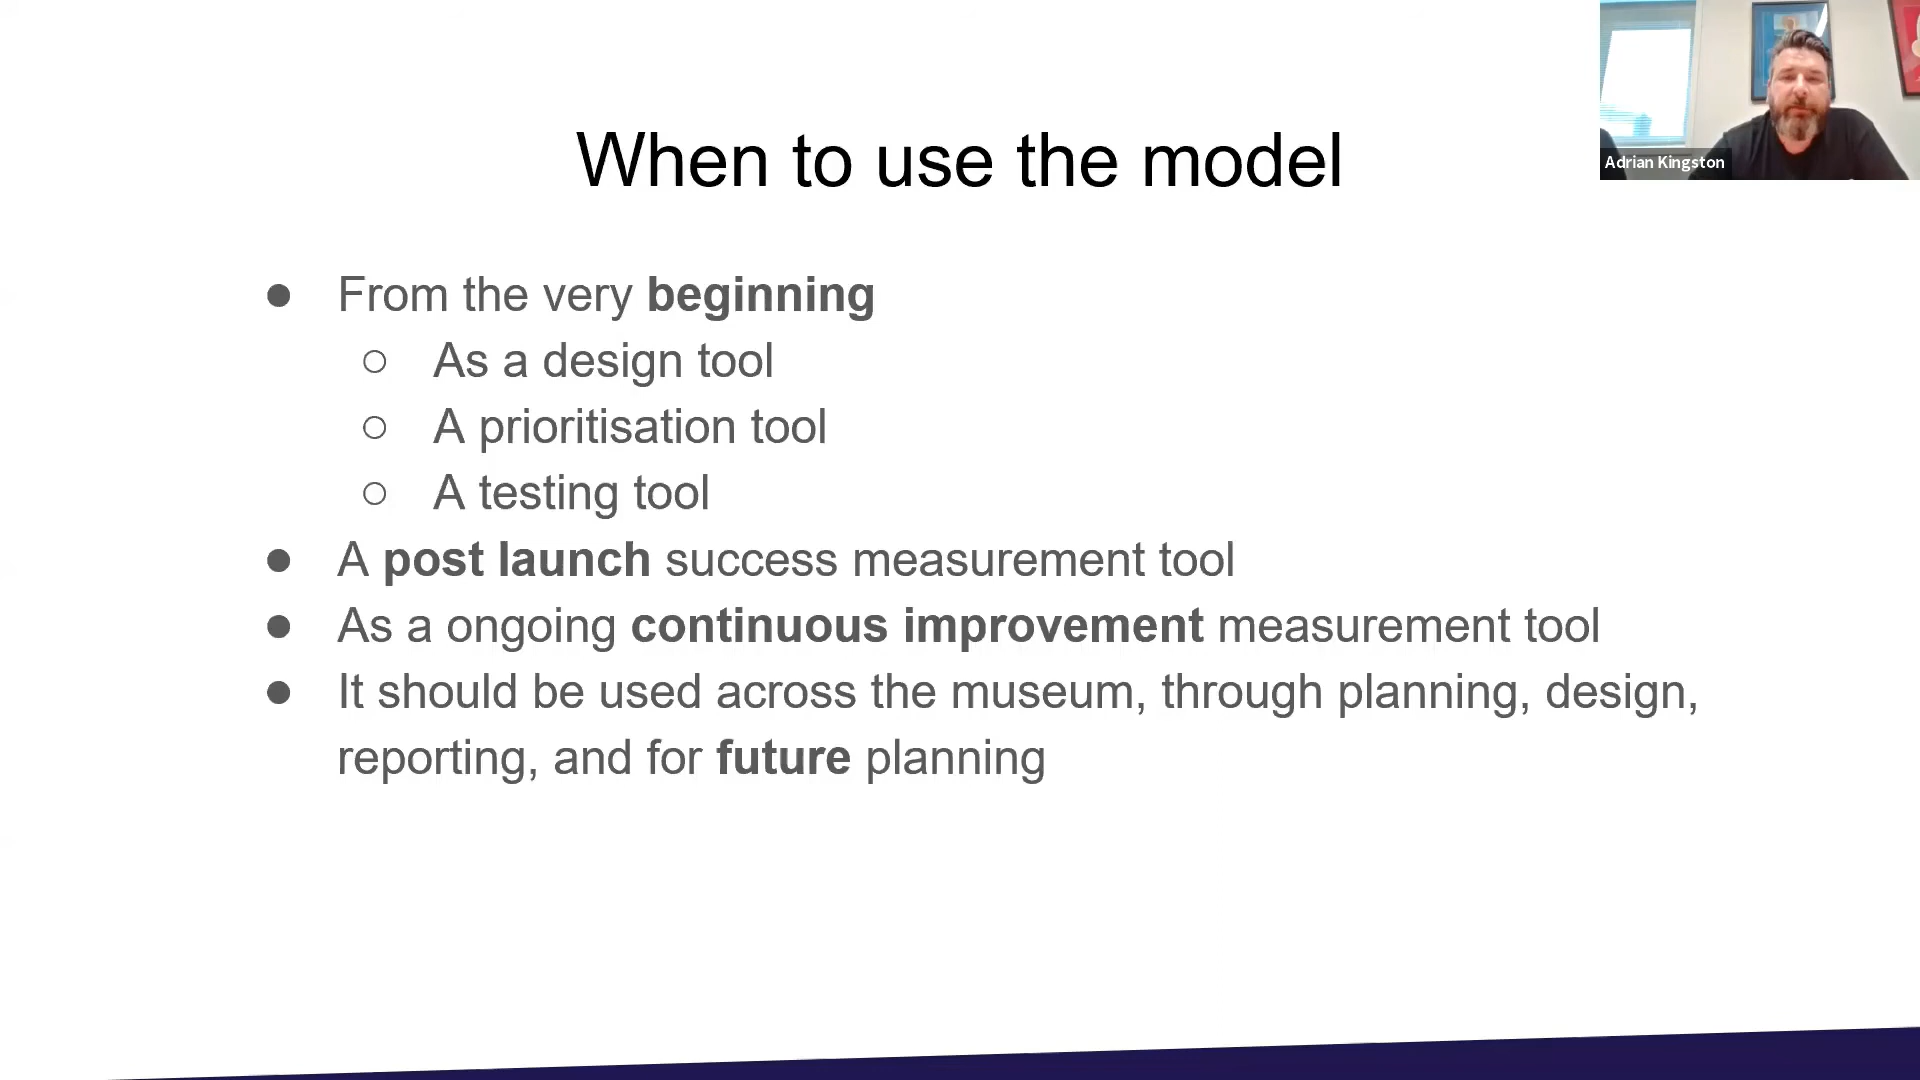 When to use the model
Adrian Kingston
● From the very beginning
○ As a design tool
○ A prioritisation tool
○ A testing tool
● A post launch success measurement tool
● As a ongoing continuous improvement measurement tool
● It should be used across the museum, through planning, design,
reporting, and for future planning